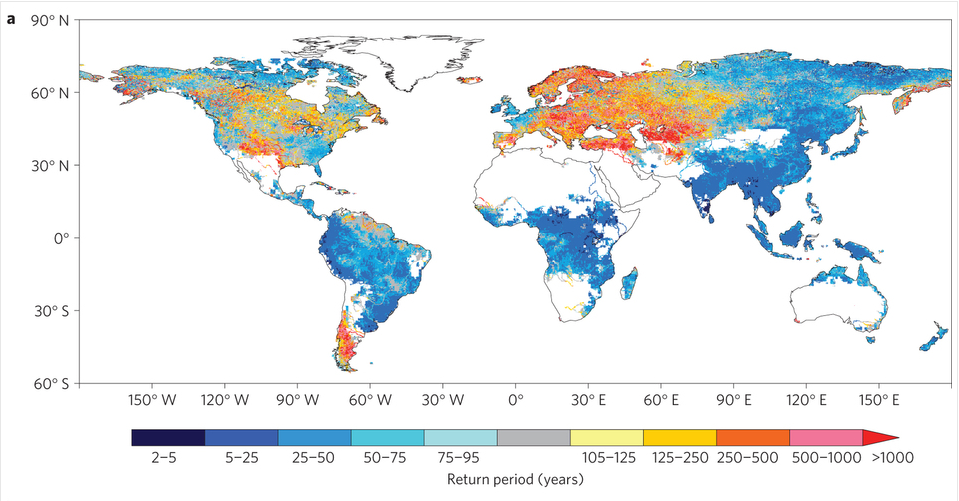 a
90° N
60° N
30° N
0°
30° S
60° S
150° W 120° W 90° W 60° W 30° W 0° 30° E 60° E 90° E 120° E 150° E
2–5 5–25 25–50 50–75 75–95 105–125 125–250 250–500 500–1000 >1000
Return period (years)